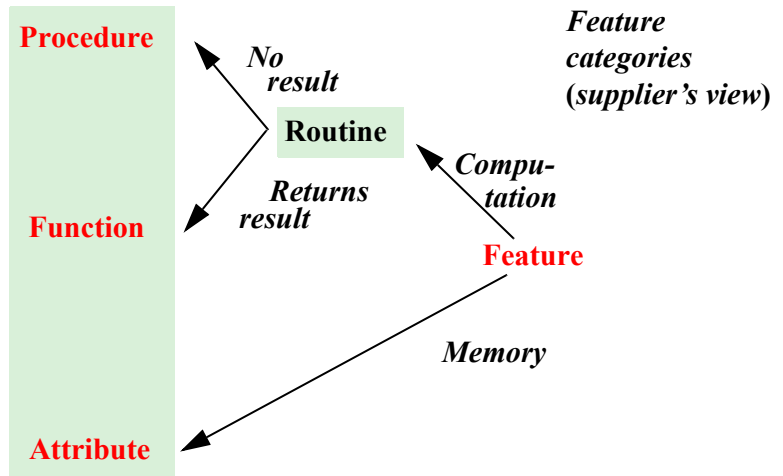 Procedure
No
result
Feature
categories
(supplier's view)
Routine
Compu-
tation
Returns
result
Function
Feature
Memory
Attribute